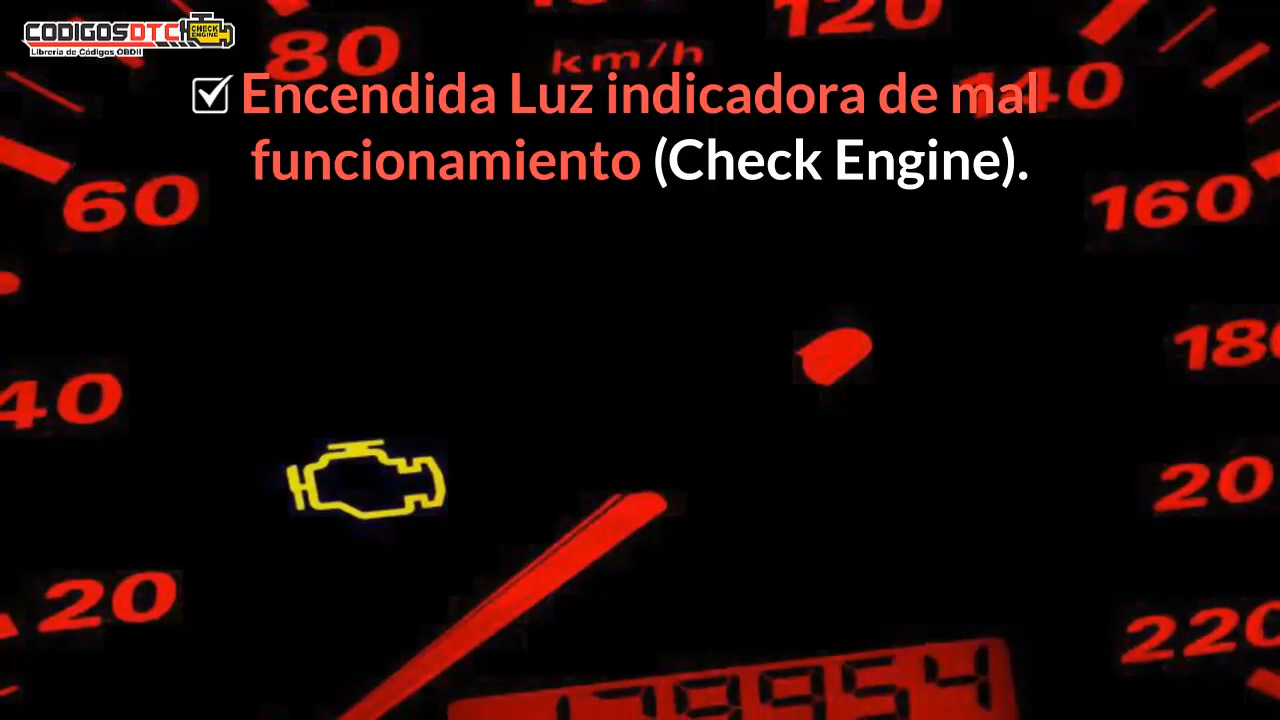 CODIGOSDTC
CHECK
ENGINE
Librería de Códigos OBDII
80
120
km/h
140
☑ Encendida Luz indicadora de mal
funcionamiento (Check Engine).
60
160
40
180
20
220